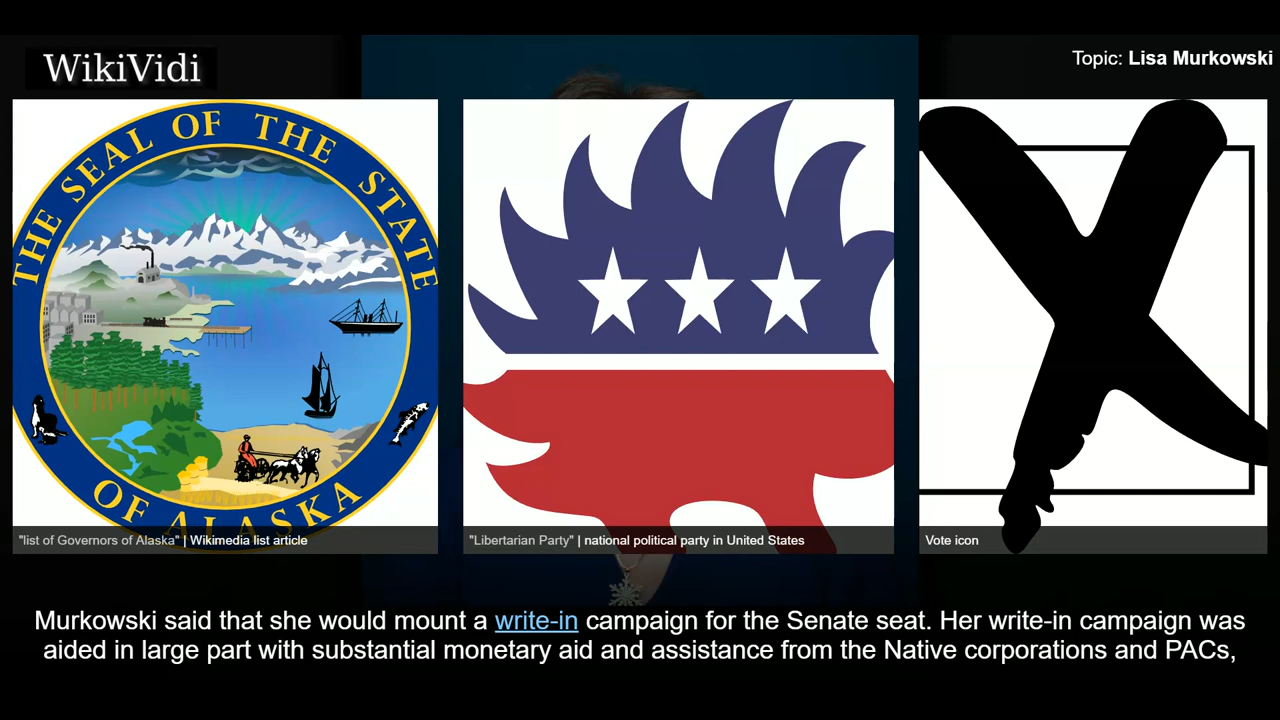 WikiVidi
Topic: Lisa Murkowski
THE SEAL OF THE STATE
OF ALASKA
"list of Governors of Alaska" | Wikimedia list article
"Libertarian Party" | national political party in United States
Vote icon
Murkowski said that she would mount a write-in campaign for the Senate seat. Her write-in campaign was
aided in large part with substantial monetary aid and assistance from the Native corporations and PACs,